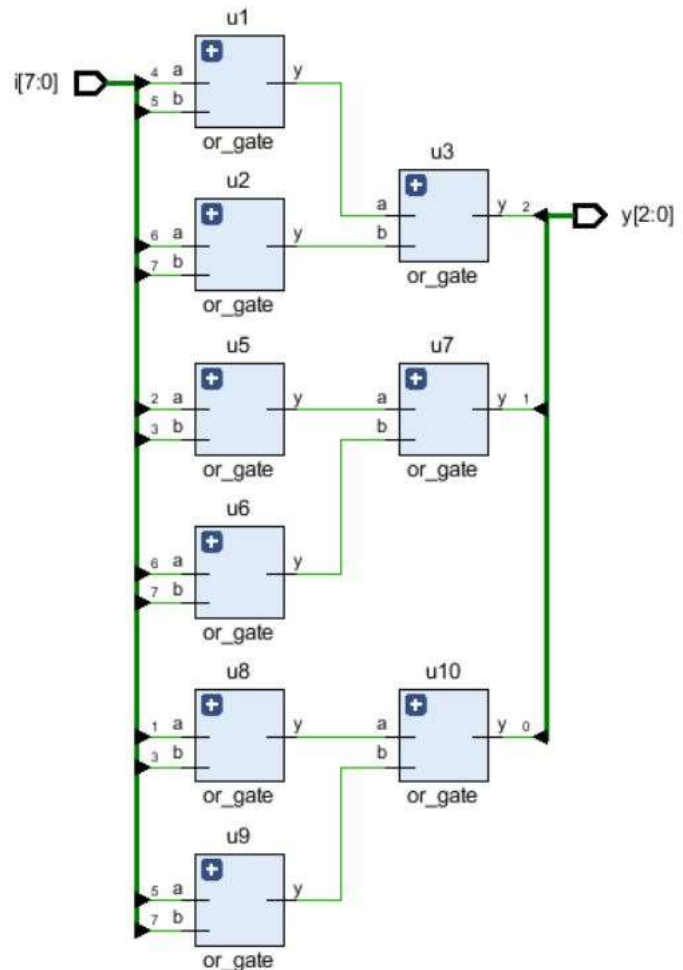 u1
i[7:0]
4 a
y
5 b
or_gate
u2
u3
6 a
y
7 b
or_gate
a
y 2
y[2:0]
b
or_gate
u5
u7
2 a
y
a
y 1
3 b
b
or_gate
or_gate
u6
6 a
y
7 b
or_gate
u8
u10
1 a
y
a
y 0
3 b
b
or_gate
or_gate
u9
5 a
y
7 b
or_gate